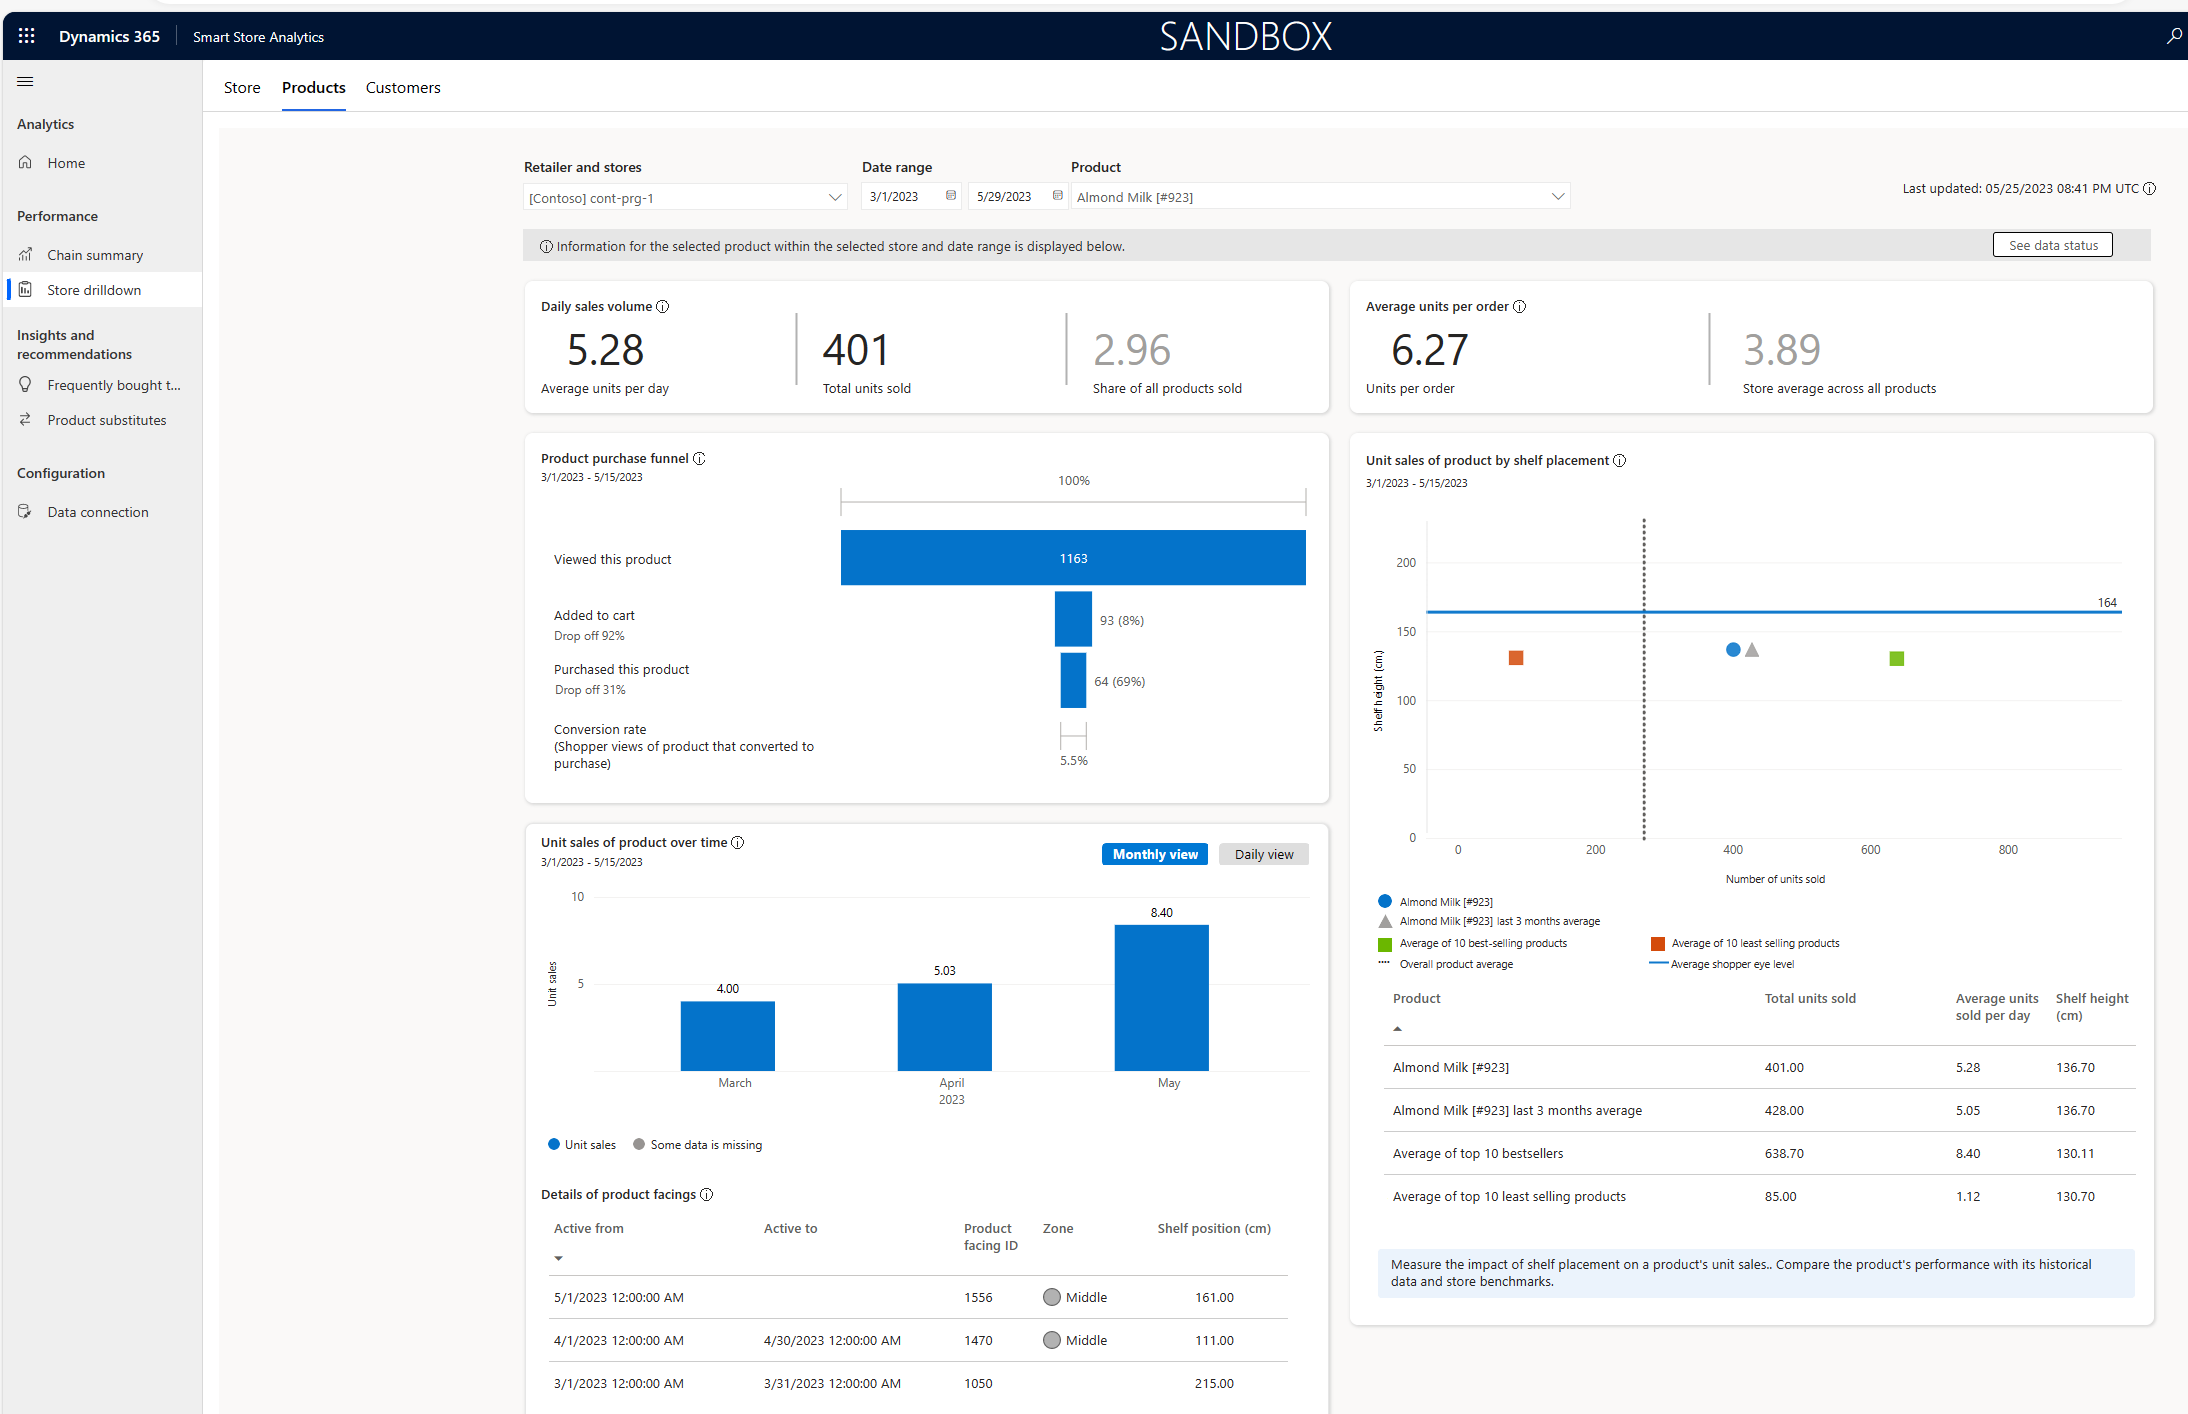 Dynamics 365
Smart Store Analytics
SANDBOX
Store
Products
Customers
Analytics
Home
Performance
Chain summary
Store drilldown
Insights and
recommendations
Frequently bought t...
Product substitutes
Configuration
Data connection
Retailer and stores
[Contoso] cont-prg-1
Date range
3/1/2023
5/29/2023
Product
Almond Milk [#923]
Last updated: 05/25/2023 08:41 PM UTC
Information for the selected product within the selected store and date range is displayed below.
See data status
Daily sales volume
5.28
Average units per day
401
Total units sold
2.96
Share of all products sold
Average units per order
6.27
Units per order
3.89
Store average across all products
Product purchase funnel
3/1/2023 - 5/15/2023
100%
Viewed this product
1163
Added to cart
Drop off 92%
93 (8%)
Purchased this product
Drop off 31%
64 (69%)
Conversion rate
(Shopper views of product that converted to
purchase)
5.5%
Unit sales of product over time
3/1/2023 - 5/15/2023
Monthly view
Daily view
10
5
Unit sales
4.00
5.03
8.40
March
April
May
2023
Unit sales
Some data is missing
Details of product facings
Active from
Active to
Product
facing ID
Zone
Shelf position (cm)
5/1/2023 12:00:00 AM
1556
Middle
161.00
4/1/2023 12:00:00 AM
4/30/2023 12:00:00 AM
1470
Middle
111.00
3/1/2023 12:00:00 AM
3/31/2023 12:00:00 AM
1050
215.00
Unit sales of product by shelf placement
3/1/2023 - 5/15/2023
200
164
150
100
50
0
Shelf height (cm)
0
200
400
600
800
Number of units sold
Almond Milk [#923]
Almond Milk [#923] last 3 months average
Average of 10 best-selling products
Average of 10 least selling products
Overall product average
Average shopper eye level
Product
Total units sold
Average units
sold per day
Shelf height
(cm)
Almond Milk [#923]
401.00
5.28
136.70
Almond Milk [#923] last 3 months average
428.00
5.05
136.70
Average of top 10 bestsellers
638.70
8.40
130.11
Average of top 10 least selling products
85.00
1.12
130.70
Measure the impact of shelf placement on a product's unit sales.. Compare the product's performance with its historical
data and store benchmarks.